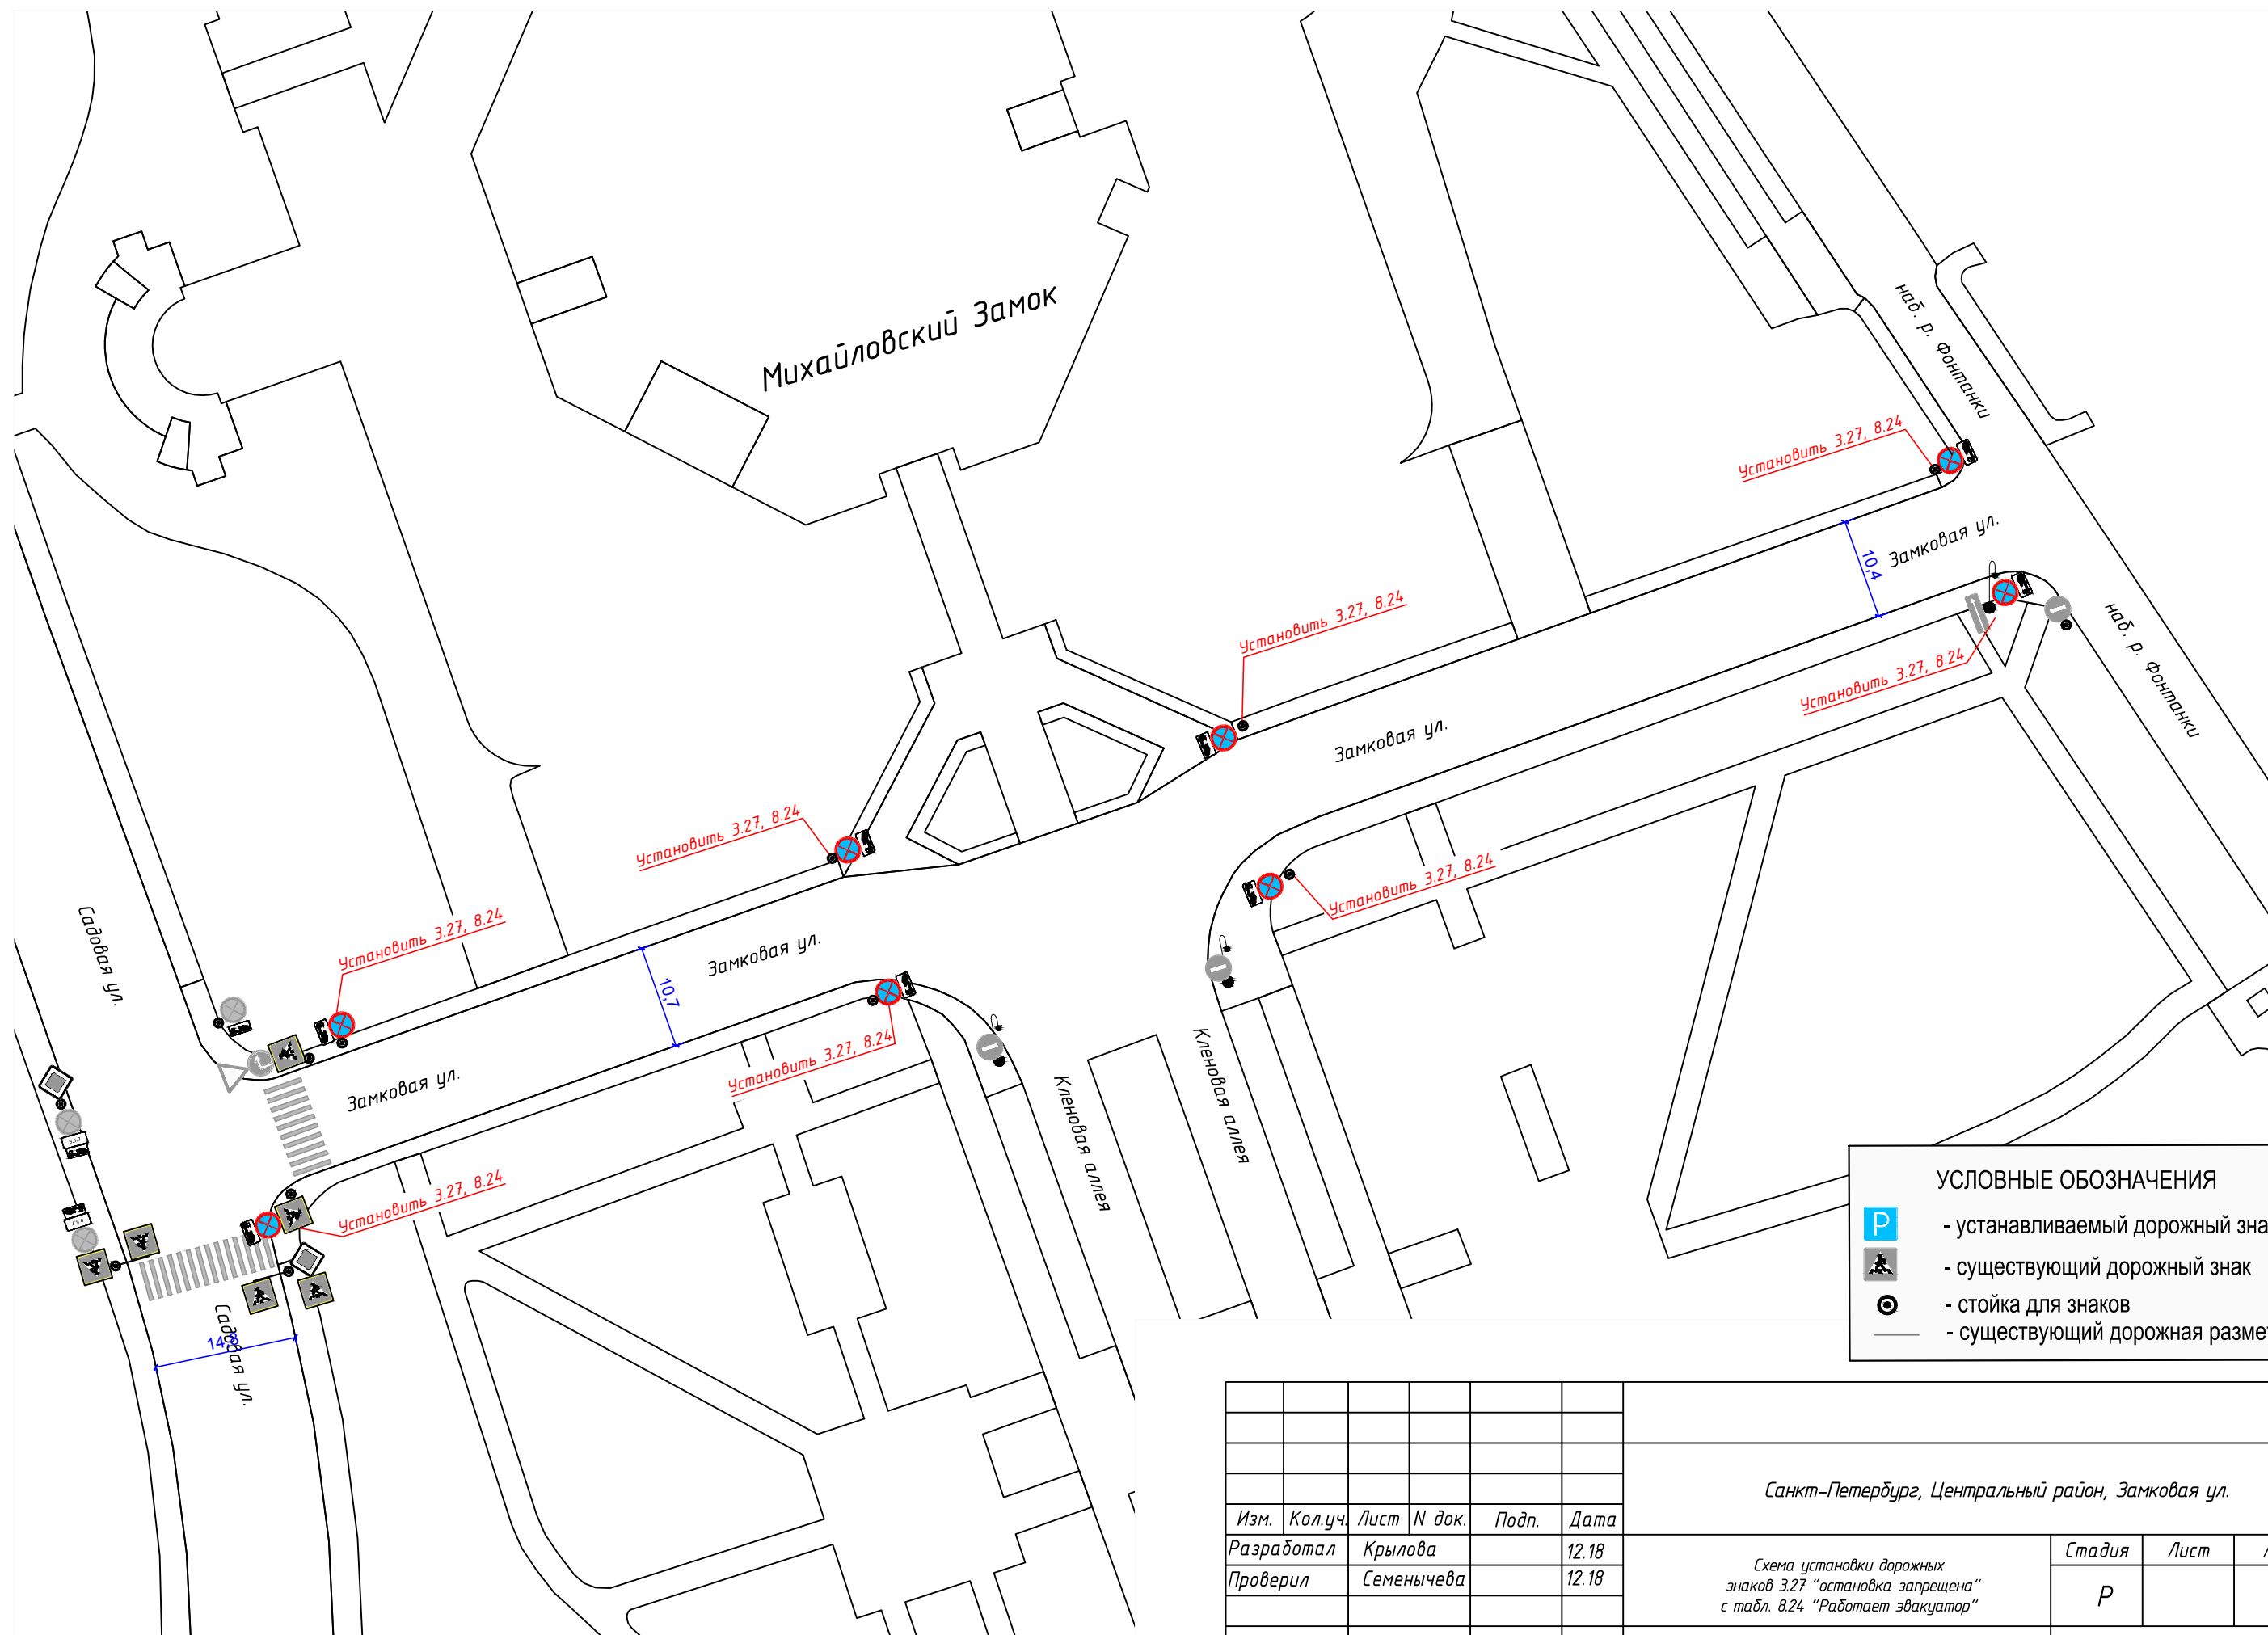 Михайловский Замок
наб. р. Фонтанки
Установить 3.27, 8.24
Замковая ул.
10,4
Установить 3.27, 8.24
наб. р. Фонтанки
Установить 3.27, 8.24
Замковая ул.
Установить 3.27, 8.24
Установить 3.27, 8.24
Садовая ул.
Установить 3.27, 8.24
Замковая ул.
10,7
Установить 3.27, 8.24
Замковая ул.
Кленовая аллея
Кленовая аллея
8.5.7
8.5.7
Установить 3.27, 8.24
Садовая ул.
УСЛОВНЫЕ ОБОЗНАЧЕНИЯ
P
- устанавливаемый дорожный зна
- существующий дорожный знак
- стойка для знаков
- существующий дорожная разме
Санкт-Петербург, Центральный район, Замковая ул.
Изм. Кол.уч. Лист N док. Подп. Дата
Разработал Крылова 12.18
Проверил Семенычева 12.18
Схема установки дорожных
знаков 3.27 "остановка запрещена"
с табл. 8.24 "Работает эвакуатор"
Стадия Лист
Р